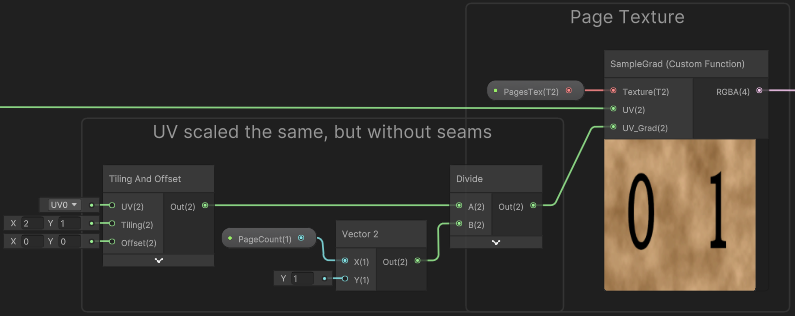 Page Texture
SampleGrad (Custom Function)
PagesTex(T2)
Texture(T2)
RGBA(4)
UV(2)
UV_Grad(2)
0 1
UV scaled the same, but without seams
Tiling And Offset
UV0
UV(2)
Out(2)
X 2 Y 1
Tiling(2)
X 0 Y 0
Offset(2)
PageCount(1)
Vector 2
X(1)
Out(2)
Y 1
Y(1)
Divide
A(2)
Out(2)
B(2)